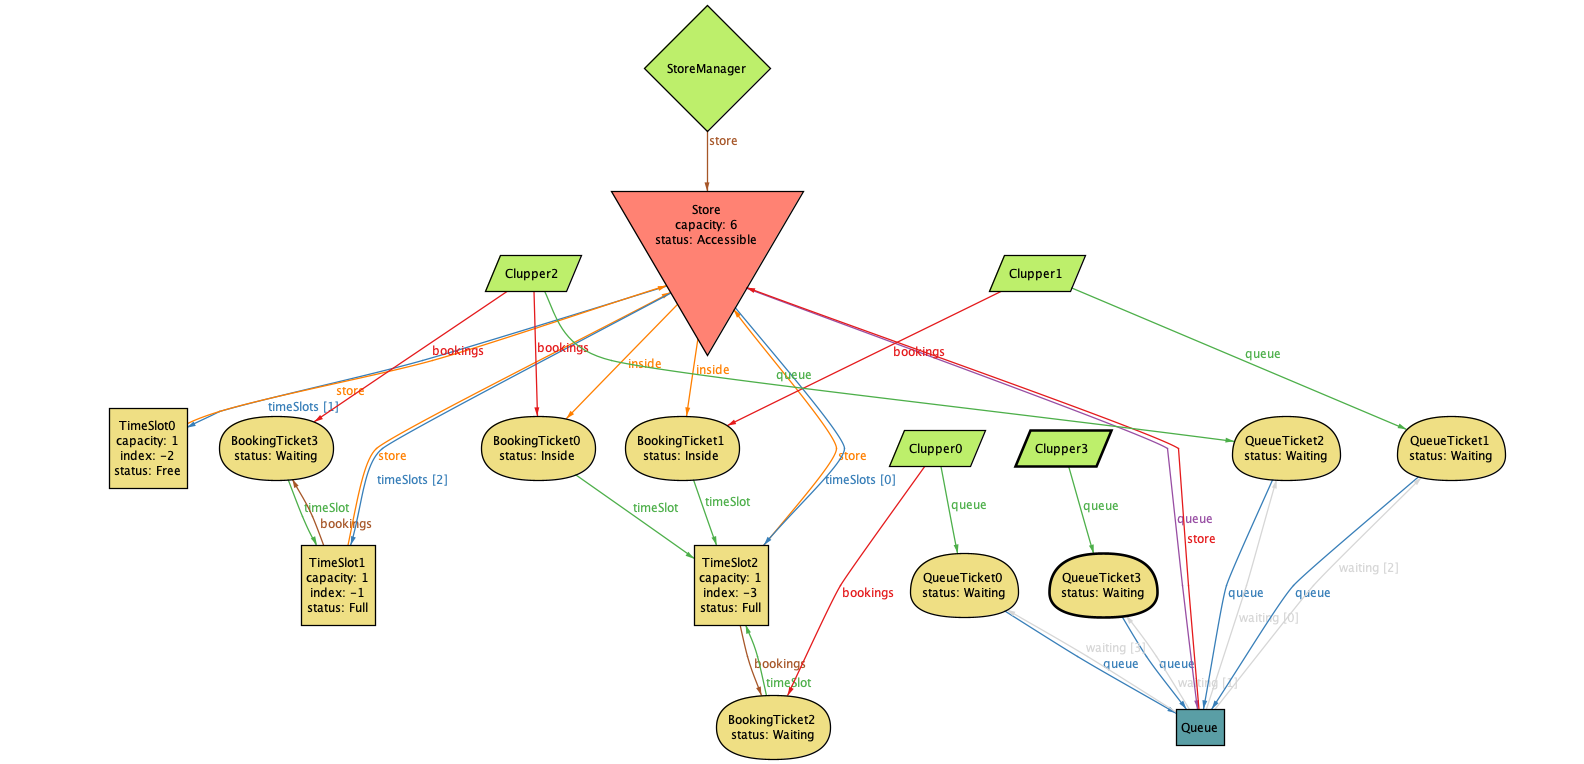 StoreManager
store
Store
capacity: 6
status: Accessible
Clupper2
Clupper1
bookings
bookings
inside
inside
bookings
queue
queue
store
timeSlots [1]
TimeSlot0
capacity: 1
index: -2
status: Free
BookingTicket3
status: Waiting
BookingTicket0
status: Inside
BookingTicket1
status: Inside
Clupper0
Clupper3
QueueTicket2
status: Waiting
QueueTicket1
status: Waiting
store
timeSlots [2]
store
timeSlots [0]
timeSlot
bookings
timeSlot
timeSlot
queue
queue
queue
store
TimeSlot1
capacity: 1
index: -1
status: Full
TimeSlot2
capacity: 1
index: -3
status: Full
bookings
QueueTicket0
status: Waiting
QueueTicket3
status: Waiting
waiting [2]
queue
queue
waiting [0]
bookings
timeSlot
waiting [3]
queue
queue
waiting [1]
BookingTicket2
status: Waiting
Queue